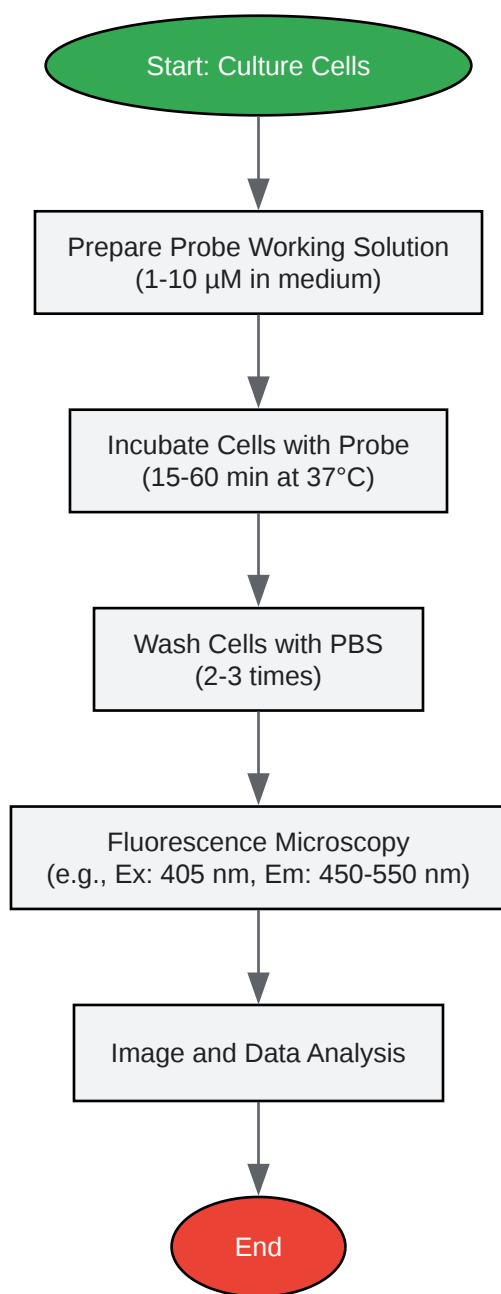 Start: Culture Cells
Prepare Probe Working Solution
(1-10 µM in medium)
Incubate Cells with Probe
(15-60 min at 37°C)
Wash Cells with PBS
(2-3 times)
Fluorescence Microscopy
(e.g., Ex: 405 nm, Em: 450-550 nm)
Image and Data Analysis
End